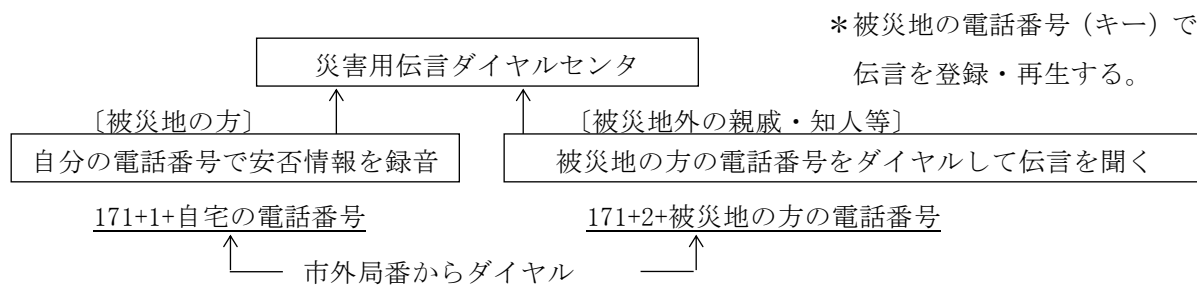 ＊被災地の電話番号（キー）で
伝言を登録・再生する。
災害用伝言ダイヤルセンタ
〔被災地の方〕
〔被災地外の親戚・知人等〕
自分の電話番号で安否情報を録音
被災地の方の電話番号をダイヤルして伝言を聞く
171+1+自宅の電話番号
171+2+被災地の方の電話番号
市外局番からダイヤル